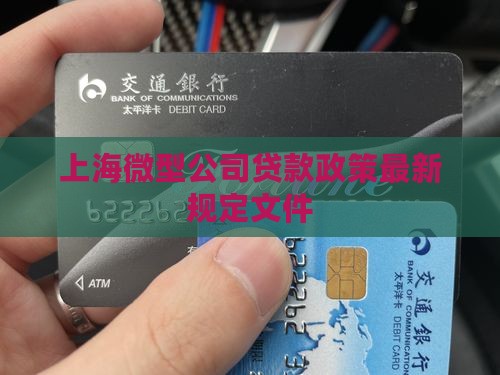 交通銀行
BANK OF COMMUNICATIONS
太平洋卡 DEBIT CARD
上海微型公司贷款政策最新
规定文件
ATM
交通銀行
BANK OF COMMUNICATIONS
太平洋卡 DEBIT CARD